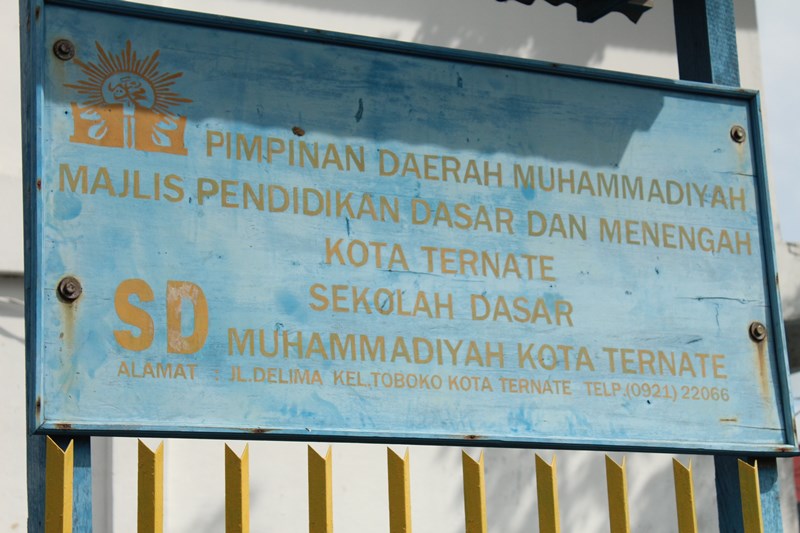 PIMPINAN DAERAH MUHAMMADIYAH
MAJLIS PENDIDIKAN DASAR DAN MENENGAH
KOTA TERNATE
SEKOLAH DASAR
SD MUHAMMADIYAH KOTA TERNATE
ALAMAT : JL.DELIMA KEL.TOBOKO KOTA TERNATE TELP.(0921) 22066